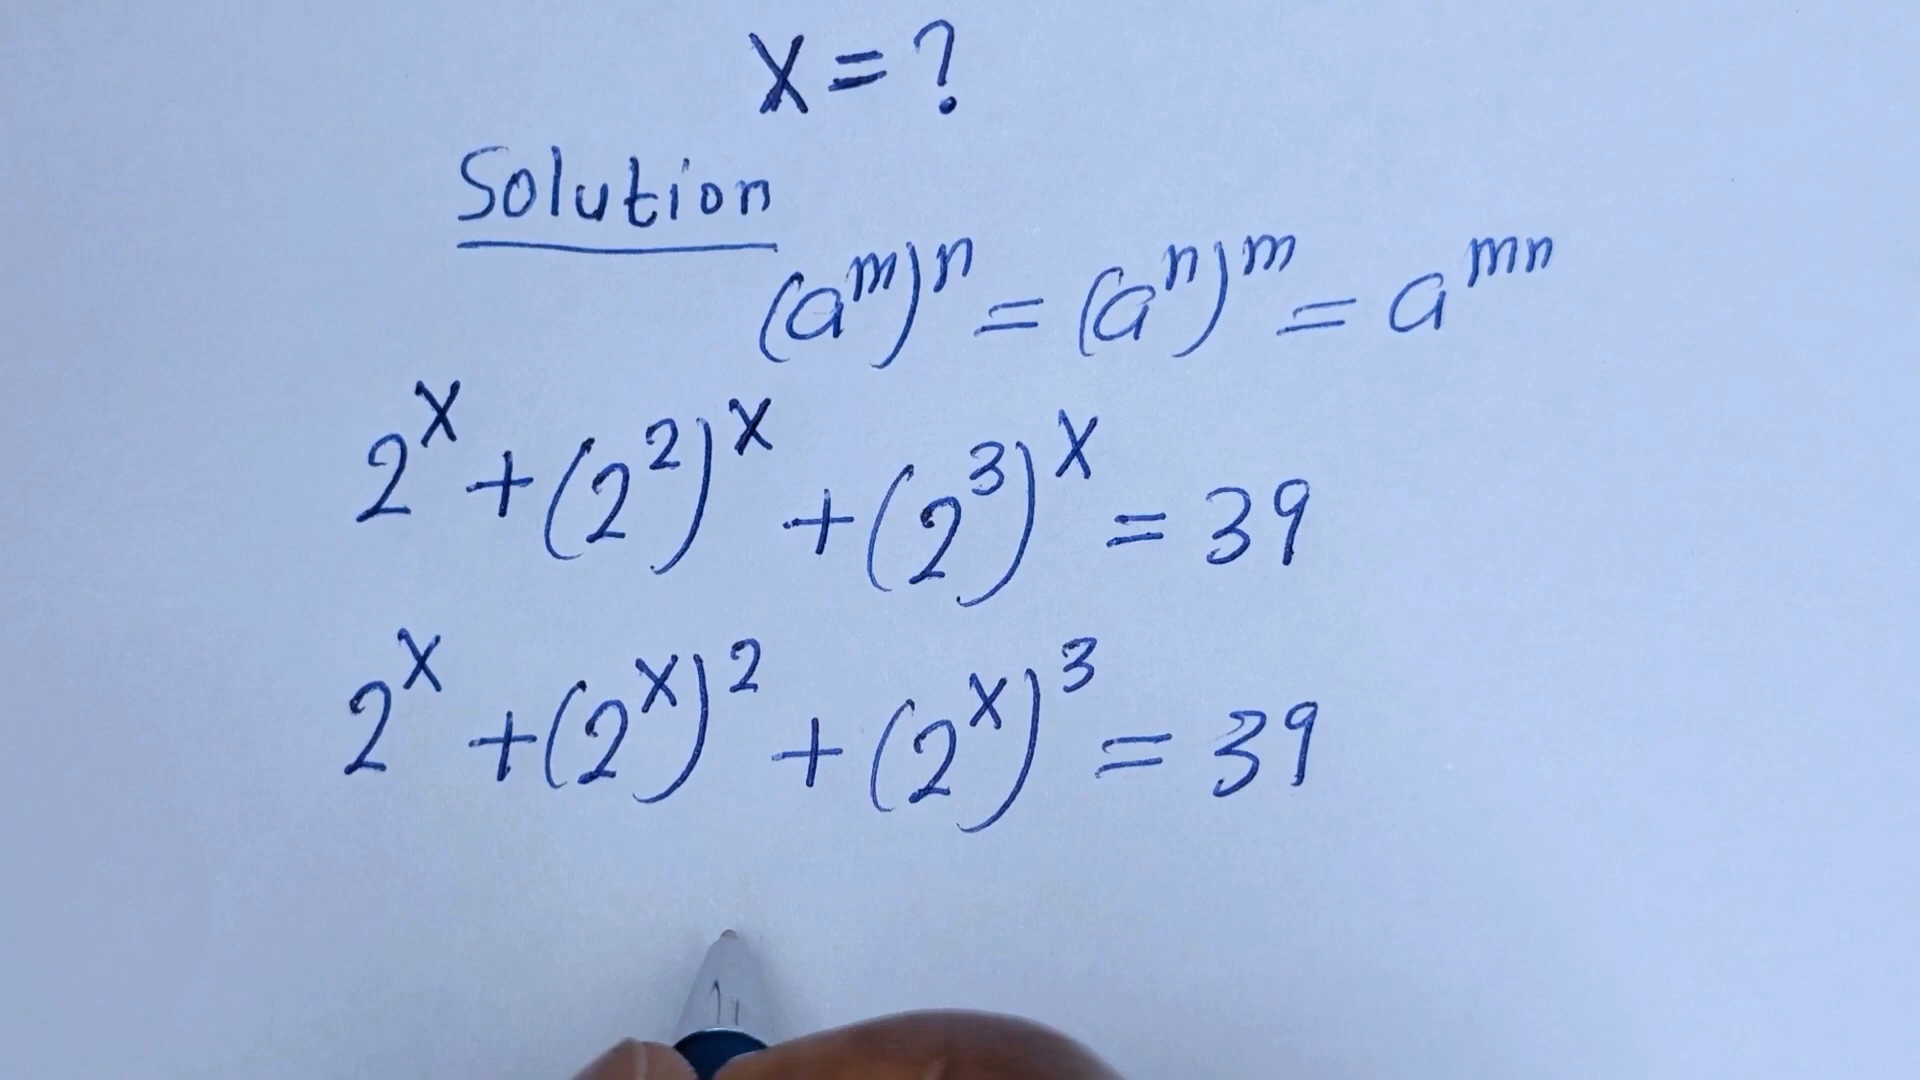 x = ?
Solution
(a^m)^n = (a^n)^m = a^mn
2^x + (2^2)^x + (2^3)^x = 39
2^x + (2^x)^2 + (2^x)^3 = 39